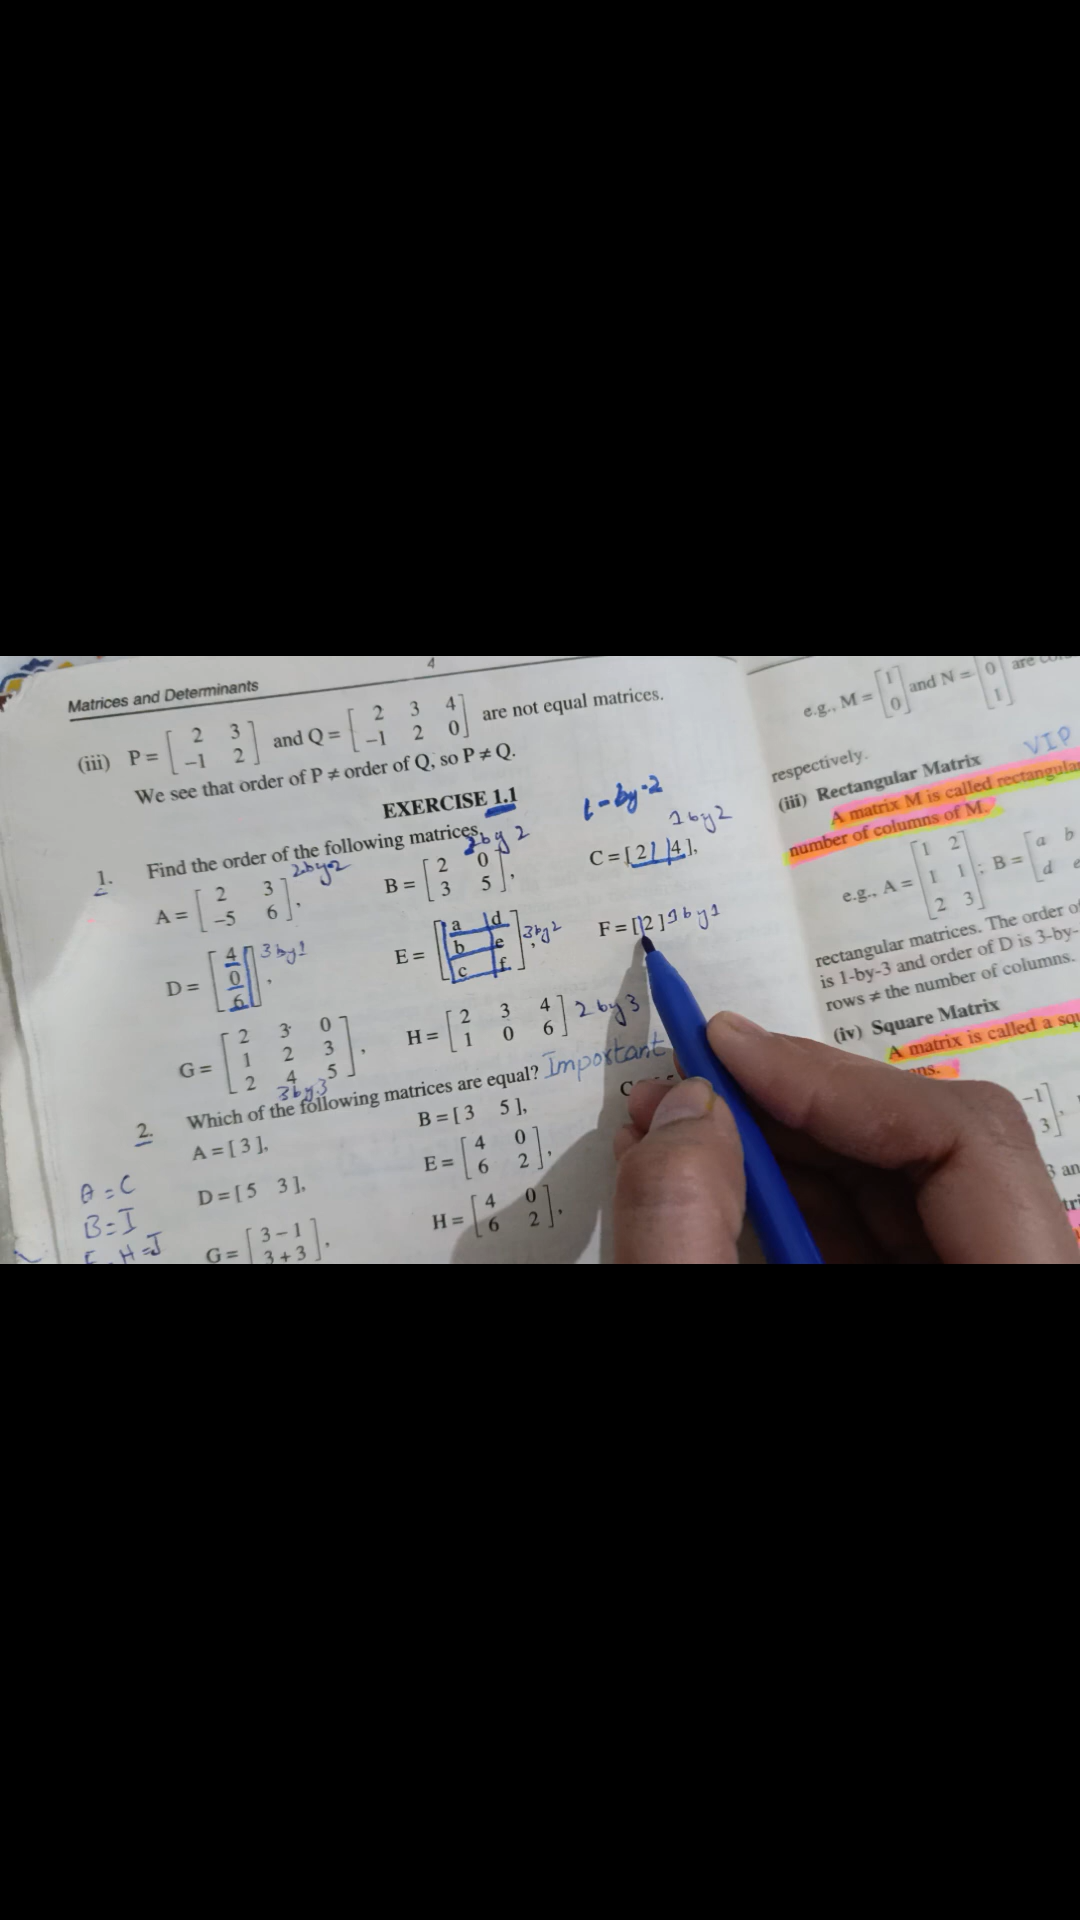 4
Matrices and Determinants
(iii) P = [ 2 3 -1 2 ] and Q = [ 2 3 4 -1 2 0 ] are not equal matrices.
We see that order of P ≠ order of Q, so P ≠ Q.
EXERCISE 1.1
1-by-2
1. Find the order of the following matrices.
A = [ 2 3 -5 6 ], 2by2
B = [ 2 0 3 5 ], 2by2
C = [ 2 4 ], 1by2
D = [ 4 0 6 ], 3by1
E = [ a d b e c f ], 3by2
F = [ 2 ] 1by1
G = [ 2 3 0 1 2 3 2 4 5 ], 3by3
H = [ 2 3 4 1 0 6 ] 2by3
2. Which of the following matrices are equal? Important
A = [ 3 ],
B = [ 3 5 ],
C
D = [ 5 3 ],
E = [ 4 0 6 2 ],
G = [ 3 - 1 3 + 3 ],
H = [ 4 0 6 2 ],
A = C
B = I
H = J
e.g., M = [ 1 0 ] and N = [ 0 1 ] are
respectively.
VIP
(iii) Rectangular Matrix
A matrix M is called rectangular
number of columns of M.
e.g., A = [ 1 2 1 1 2 3 ]; B = [ a b d e
rectangular matrices. The order of
is 1-by-3 and order of D is 3-by-
rows ≠ the number of columns.
(iv) Square Matrix
A matrix is called a squ
-1
3